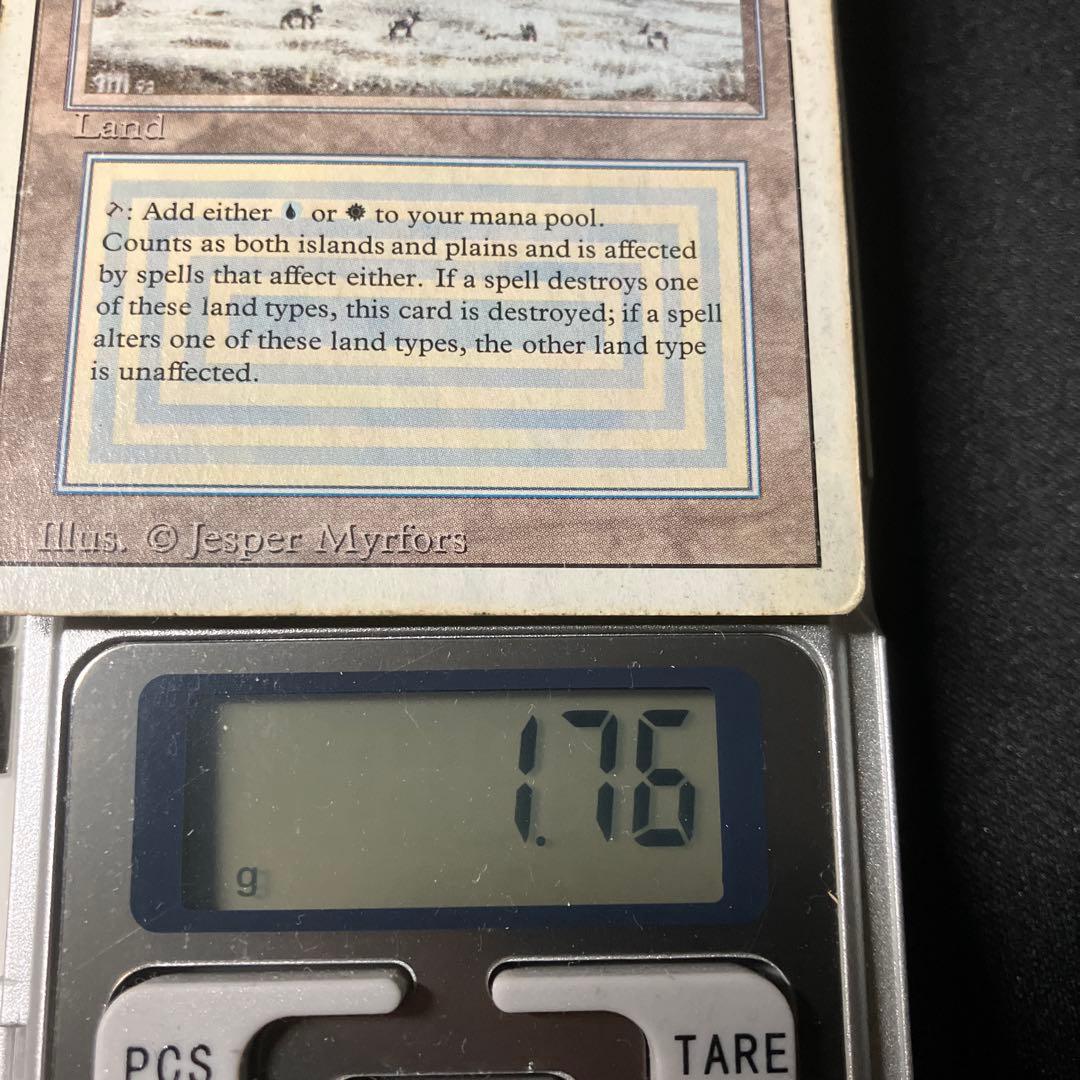 Land
: Add either or to your mana pool.
Counts as both islands and plains and is affected
by spells that affect either. If a spell destroys one
of these land types, this card is destroyed; if a spell
alters one of these land types, the other land type
is unaffected.
Illus. © Jesper Myrfors
1.76
g
PCS
TARE